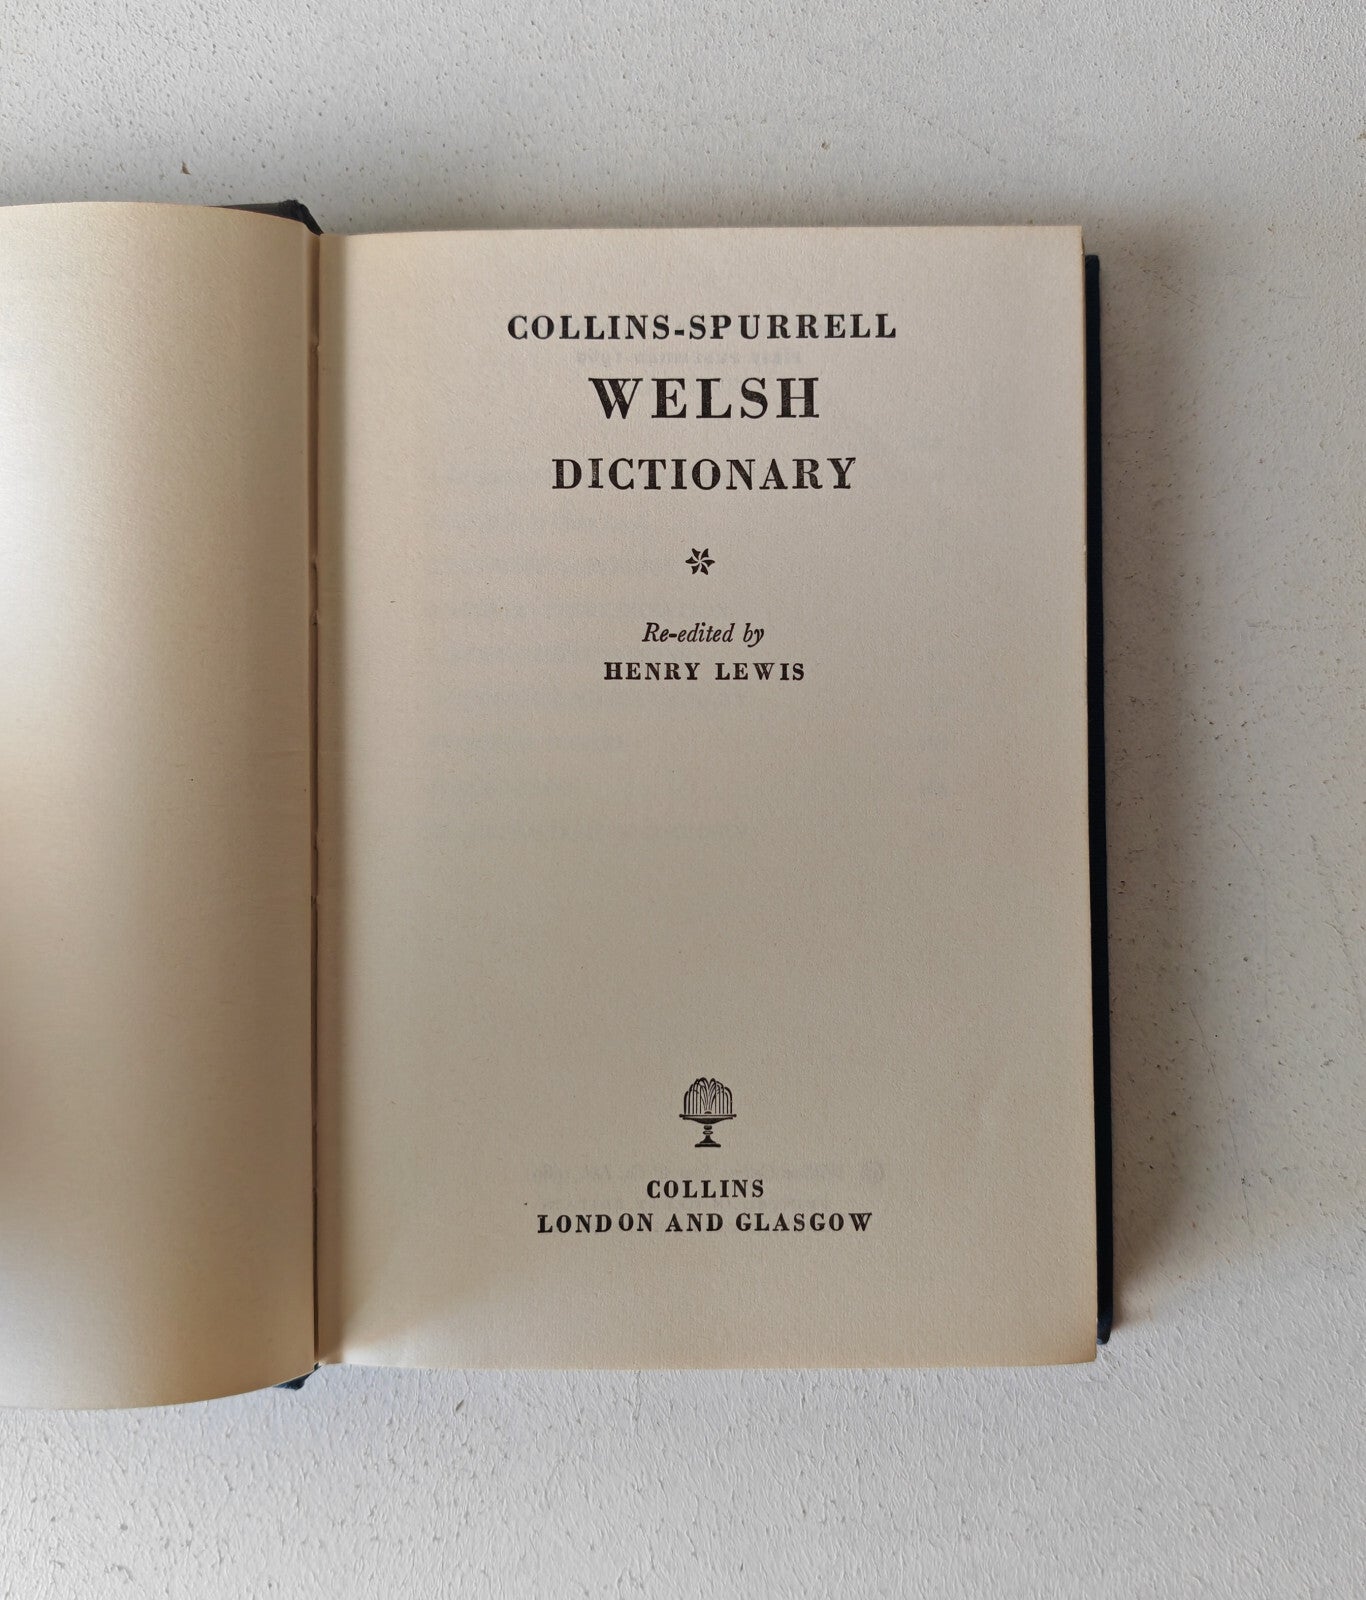 COLLINS-SPURRELL
WELSH
DICTIONARY
Re-edited by
HENRY LEWIS
COLLINS
LONDON AND GLASGOW